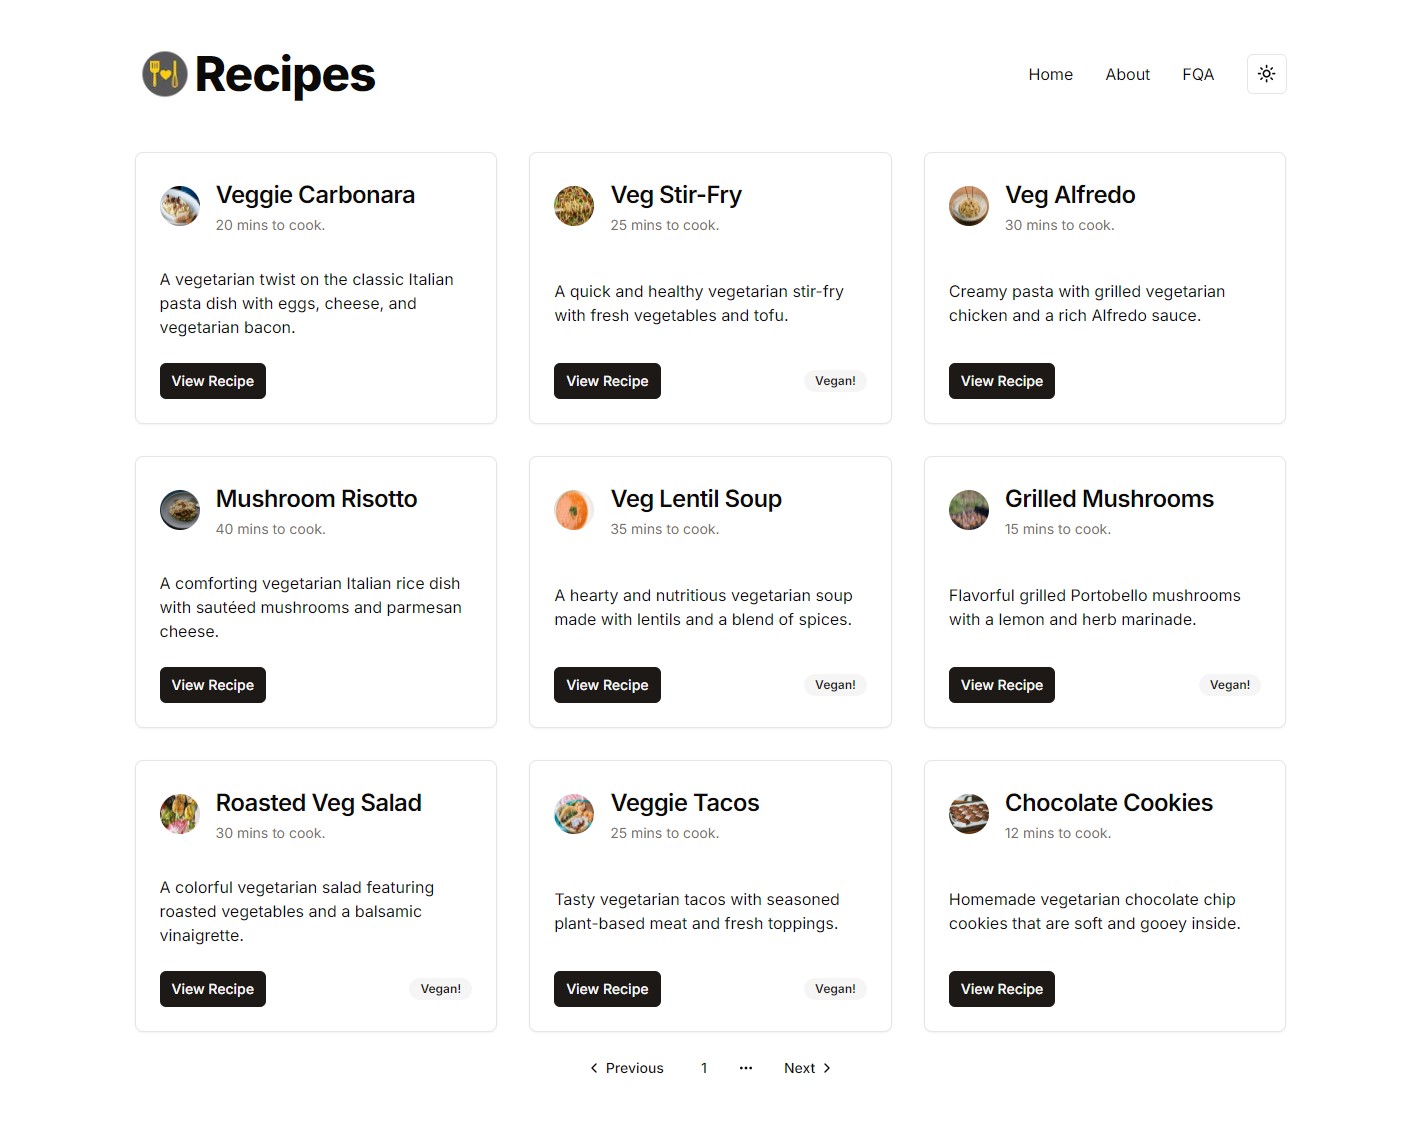 Recipes
Home About FQA
Veggie Carbonara
20 mins to cook.
A vegetarian twist on the classic Italian
pasta dish with eggs, cheese, and
vegetarian bacon.
View Recipe
Veg Stir-Fry
25 mins to cook.
A quick and healthy vegetarian stir-fry
with fresh vegetables and tofu.
View Recipe Vegan!
Veg Alfredo
30 mins to cook.
Creamy pasta with grilled vegetarian
chicken and a rich Alfredo sauce.
View Recipe
Mushroom Risotto
40 mins to cook.
A comforting vegetarian Italian rice dish
with sautéed mushrooms and parmesan
cheese.
View Recipe
Veg Lentil Soup
35 mins to cook.
A hearty and nutritious vegetarian soup
made with lentils and a blend of spices.
View Recipe Vegan!
Grilled Mushrooms
15 mins to cook.
Flavorful grilled Portobello mushrooms
with a lemon and herb marinade.
View Recipe Vegan!
Roasted Veg Salad
30 mins to cook.
A colorful vegetarian salad featuring
roasted vegetables and a balsamic
vinaigrette.
View Recipe Vegan!
Veggie Tacos
25 mins to cook.
Tasty vegetarian tacos with seasoned
plant-based meat and fresh toppings.
View Recipe Vegan!
Chocolate Cookies
12 mins to cook.
Homemade vegetarian chocolate chip
cookies that are soft and gooey inside.
View Recipe
Previous 1 ... Next